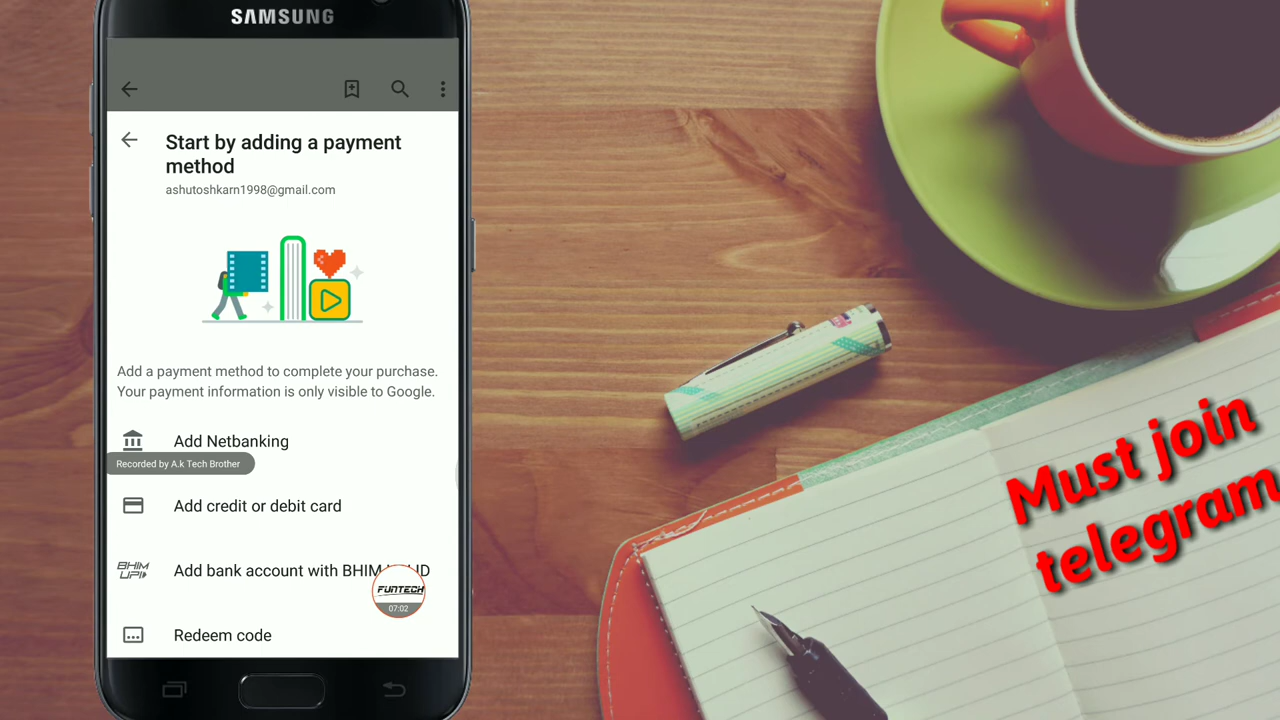 SAMSUNG
Start by adding a payment
method
ashutoshkarn1998@gmail.com
Add a payment method to complete your purchase.
Your payment information is only visible to Google.
Add Netbanking
Recorded by A.k Tech Brother
Add credit or debit card
BHIM
UPI
Add bank account with BHIM ID
FUNTECH
07:02
Redeem code
Must join
telegram